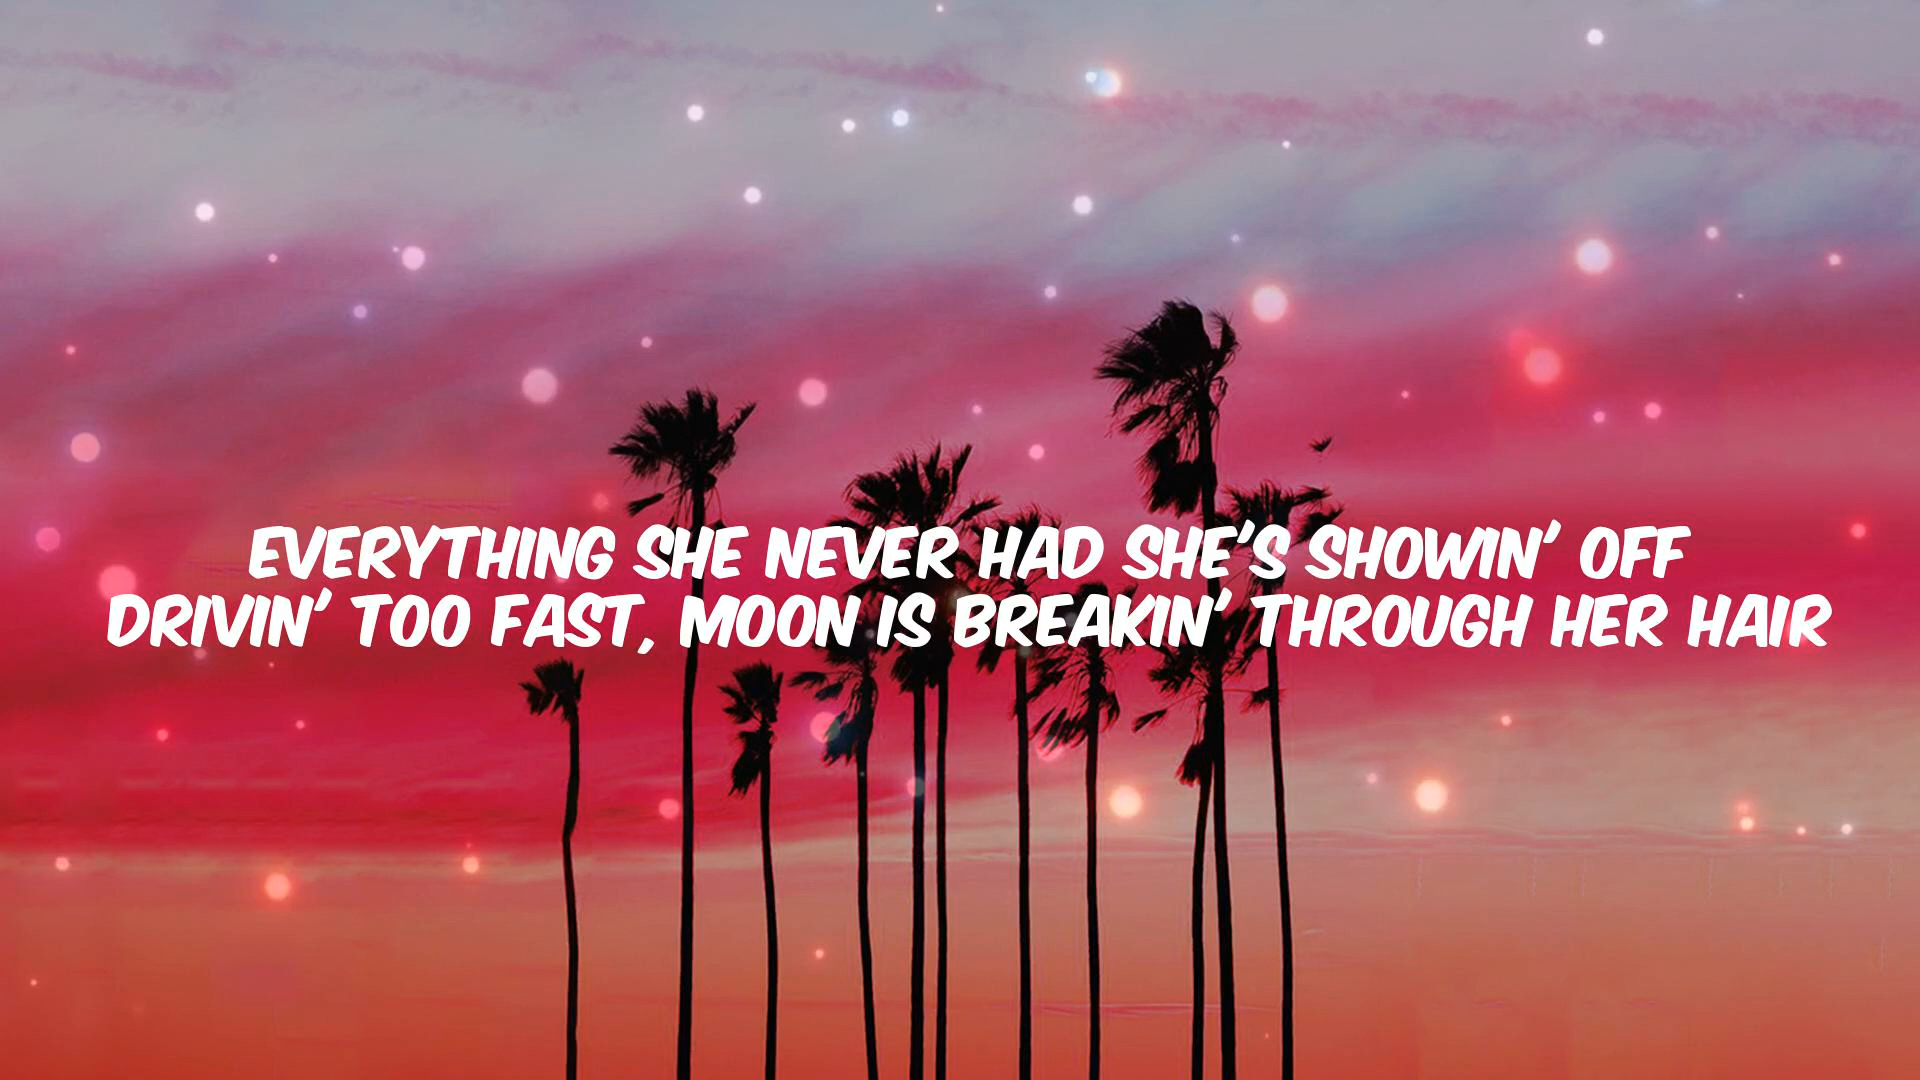 EVERYTHING SHE NEVER HAD SHE'S SHOWIN' OFF
DRIVIN' TOO FAST, MOON IS BREAKIN' THROUGH HER HAIR